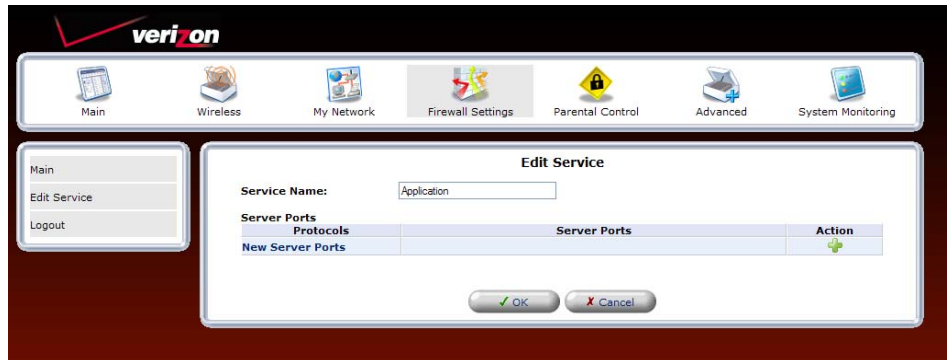 verizon
Main Wireless My Network Firewall Settings Parental Control Advanced System Monitoring
Main
Edit Service
Logout
Edit Service
Service Name: Application
Server Ports
Protocols Server Ports Action
New Server Ports
✓ OK ✗ Cancel